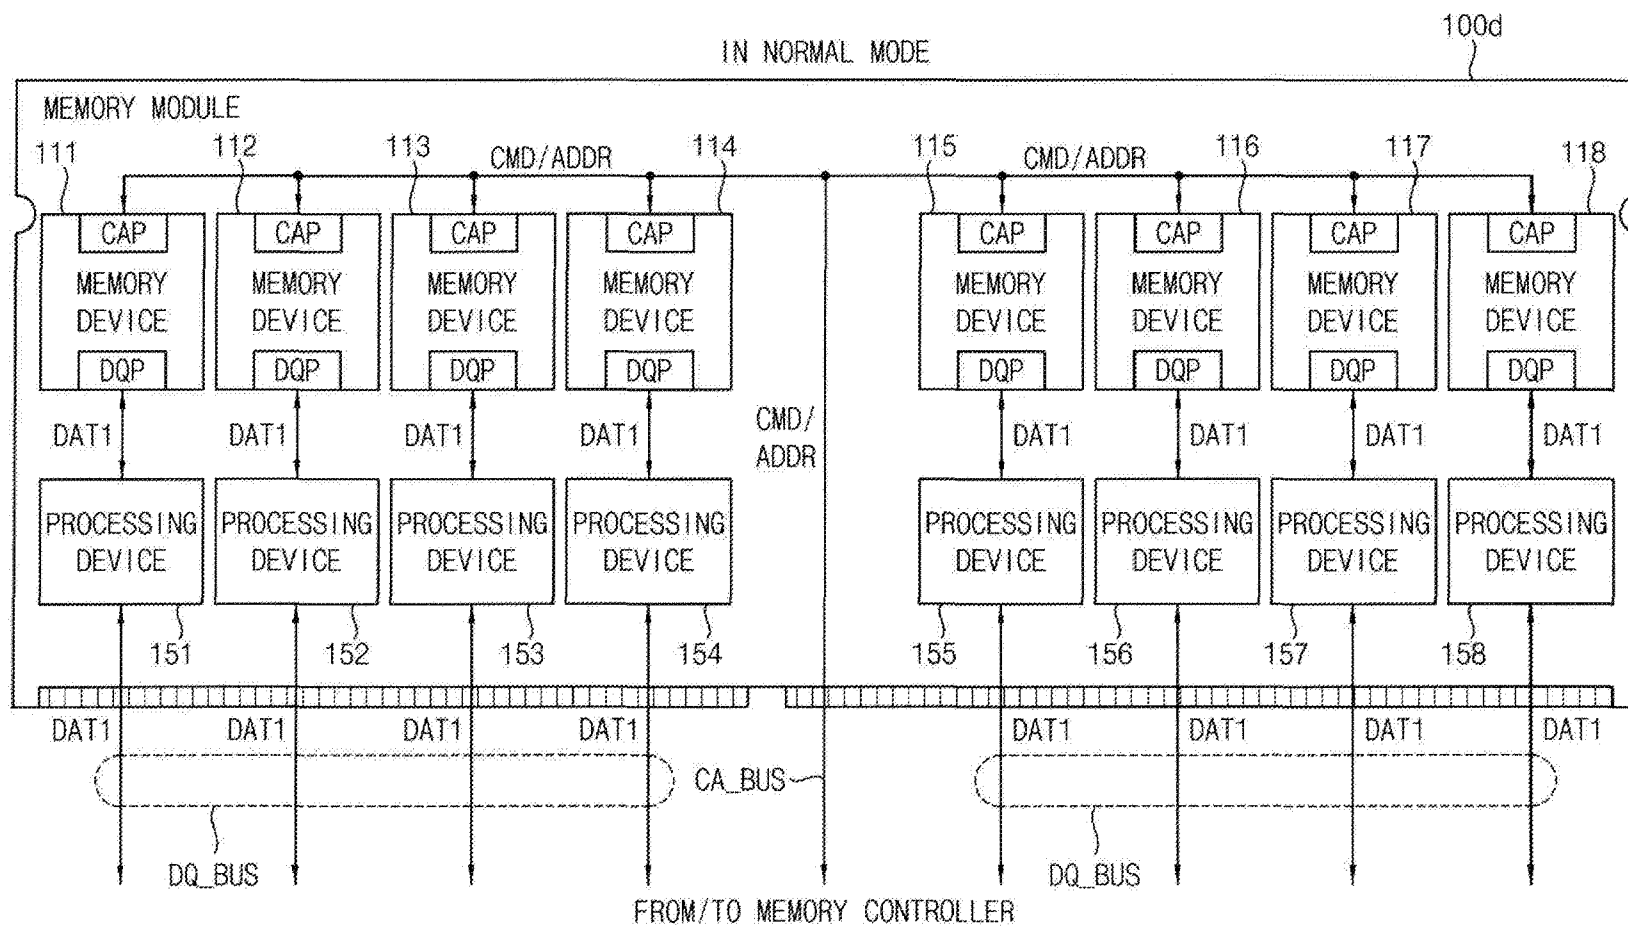 100d
IN NORMAL MODE
MEMORY MODULE
111 112 113 CMD/ADDR 114 115 CMD/ADDR 116 117 118
CAP CAP CAP CAP CAP CAP CAP CAP
MEMORY MEMORY MEMORY MEMORY MEMORY MEMORY MEMORY MEMORY
DEVICE DEVICE DEVICE DEVICE DEVICE DEVICE DEVICE DEVICE
DQP DQP DQP DQP DQP DQP DQP DQP
DAT1 DAT1 DAT1 DAT1 CMD/ DAT1 DAT1 DAT1 DAT1
ADDR
PROCESSING PROCESSING PROCESSING PROCESSING PROCESSING PROCESSING PROCESSING PROCESSING
DEVICE DEVICE DEVICE DEVICE DEVICE DEVICE DEVICE DEVICE
151 152 153 154 155 156 157 158
DAT1 DAT1 DAT1 DAT1 DAT1 DAT1 DAT1 DAT1
CA_BUS
DQ_BUS DQ_BUS
FROM/TO MEMORY CONTROLLER